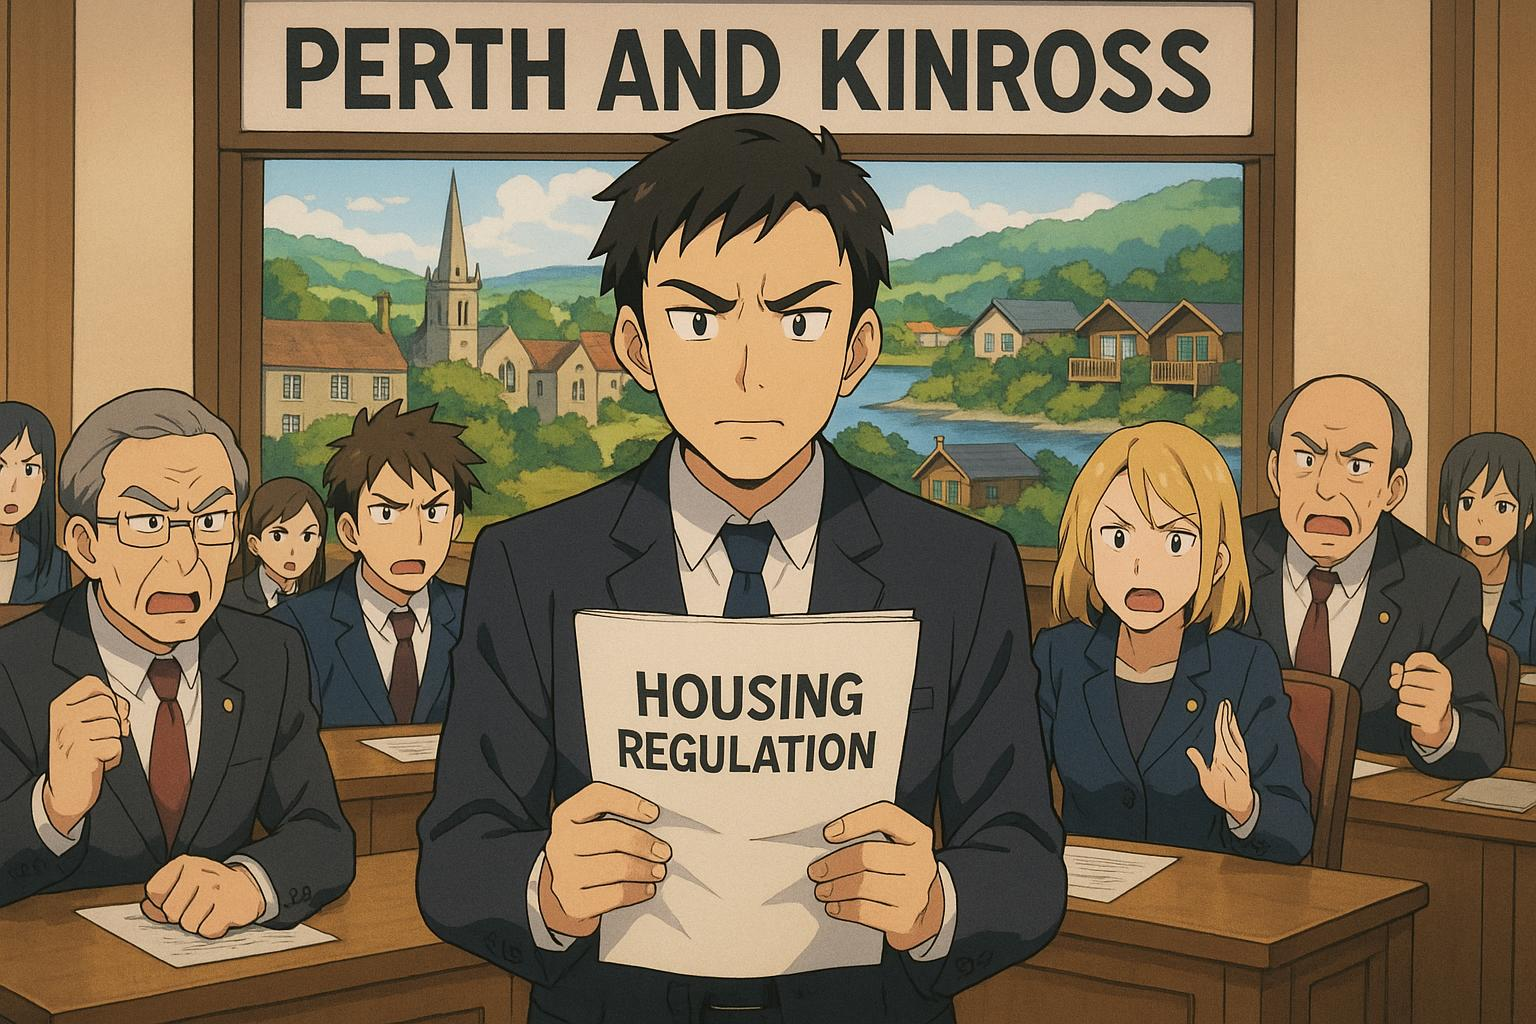 PERTH AND KINROSS
HOUSING
REGULATION